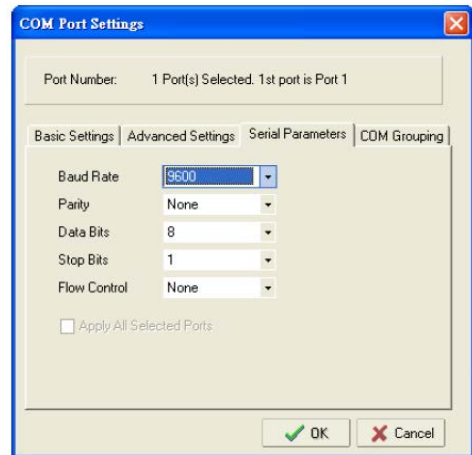 COM Port Settings
Port Number: 1 Port(s) Selected. 1st port is Port 1
Basic Settings Advanced Settings Serial Parameters COM Grouping
Baud Rate 9600
Parity None
Data Bits 8
Stop Bits 1
Flow Control None
Apply All Selected Ports
OK Cancel